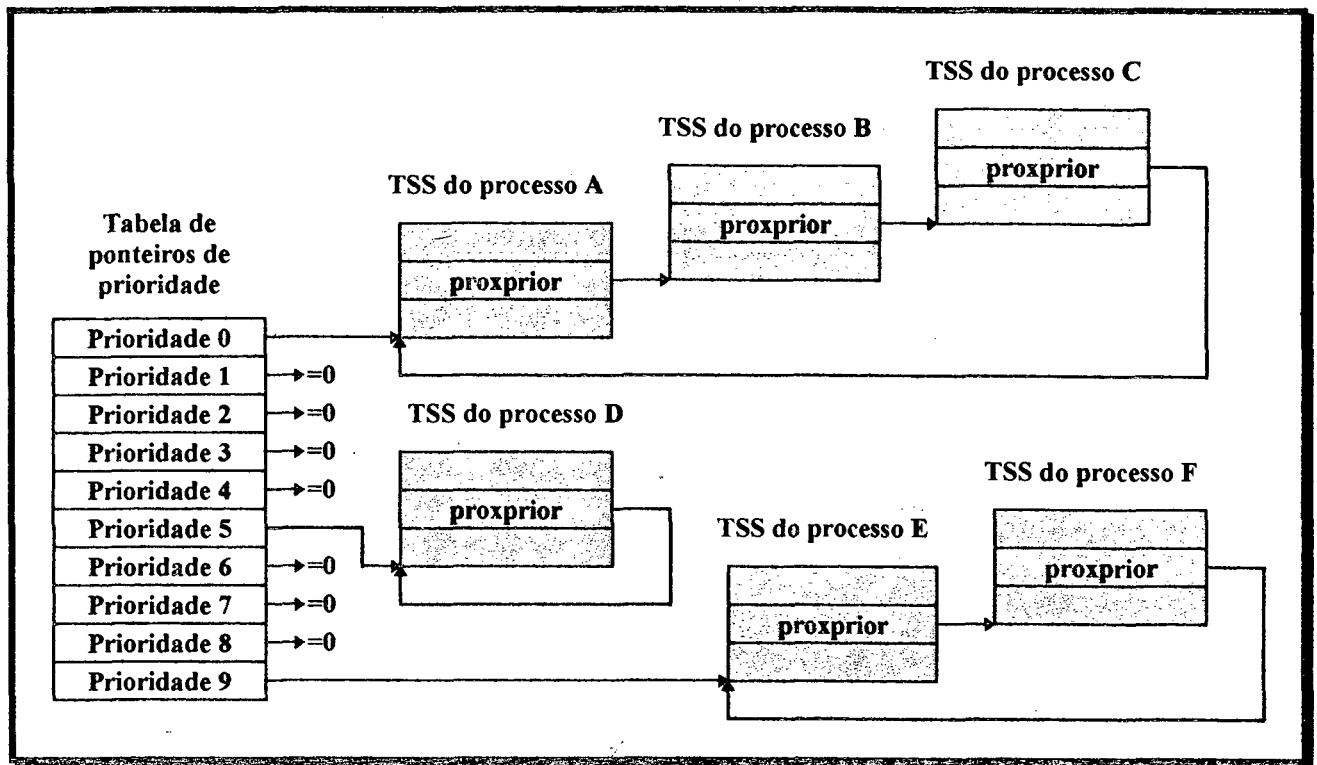 TSS do processo C
proxprior
TSS do processo B
proxprior
TSS do processo A
proxprior
Tabela de
ponteiros de
prioridade
Prioridade 0
Prioridade 1 =0
Prioridade 2 =0
Prioridade 3 =0
Prioridade 4 =0
Prioridade 5
Prioridade 6 =0
Prioridade 7 =0
Prioridade 8 =0
Prioridade 9
TSS do processo D
proxprior
TSS do processo E
proxprior
TSS do processo F
proxprior